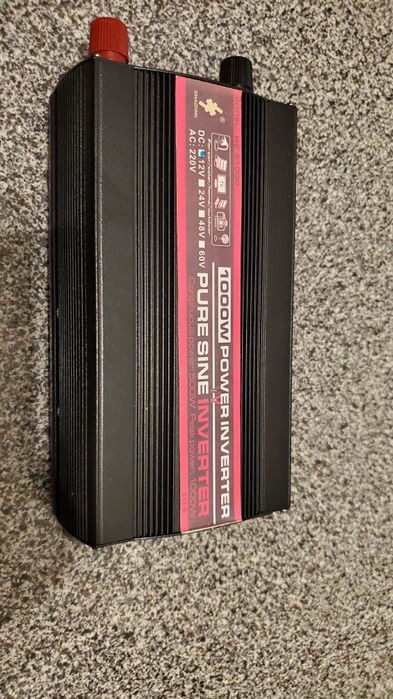 CHAOMIN
®
DC: 12V 24V 48V 60V
AC: 220V
1000W POWER INVERTER
PURE SINE INVERTER
Continuous power: 500W Peak power: 1000W